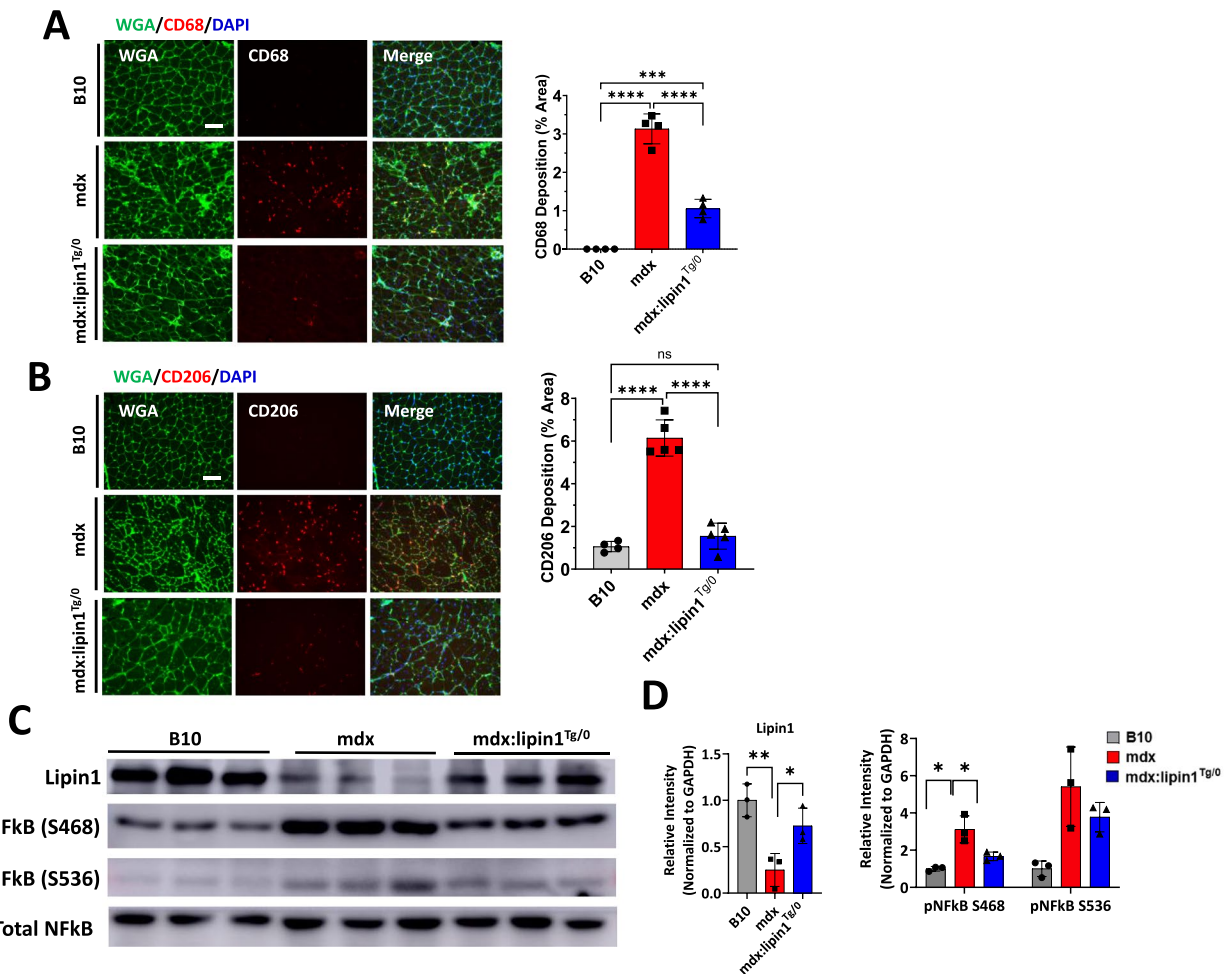 A
WGA/CD68/DAPI
WGA
CD68
Merge
B10
mdx
mdx:lipin1Tg/0
CD68 Deposition (% Area)
4
3
2
1
0
***
**** ****
B10
mdx
mdx:lipin1Tg/0
B
WGA/CD206/DAPI
WGA
CD206
Merge
B10
mdx
mdx:lipin1Tg/0
CD206 Deposition (% Area)
8
6
4
2
0
ns
**** ****
B10
mdx
mdx:lipin1Tg/0
C
B10 mdx mdx:lipin1Tg/0
Lipin1
FkB (S468)
FkB (S536)
Total NFkB
D
Lipin1
Relative Intensity
(Normalized to GAPDH)
1.5
1.0
0.5
0.0
** *
B10
mdx
mdx:lipin1Tg/0
Relative Intensity
(Normalized to GAPDH)
8
6
4
2
0
* *
pNFkB S468 pNFkB S536
B10
mdx
mdx:lipin1Tg/0